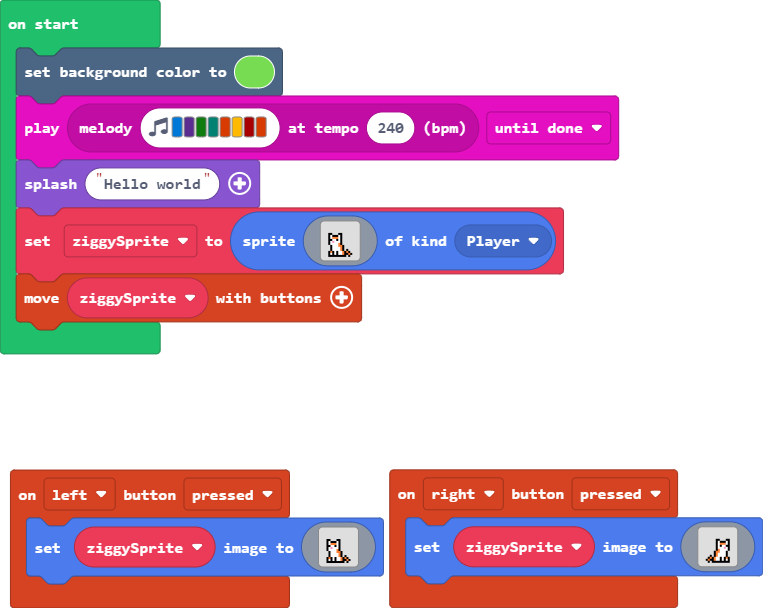 on start
set background color to
play melody at tempo 240 (bpm) until done
splash "Hello world"
set ziggySprite to sprite of kind Player
move ziggySprite with buttons
on left button pressed
set ziggySprite image to
on right button pressed
set ziggySprite image to